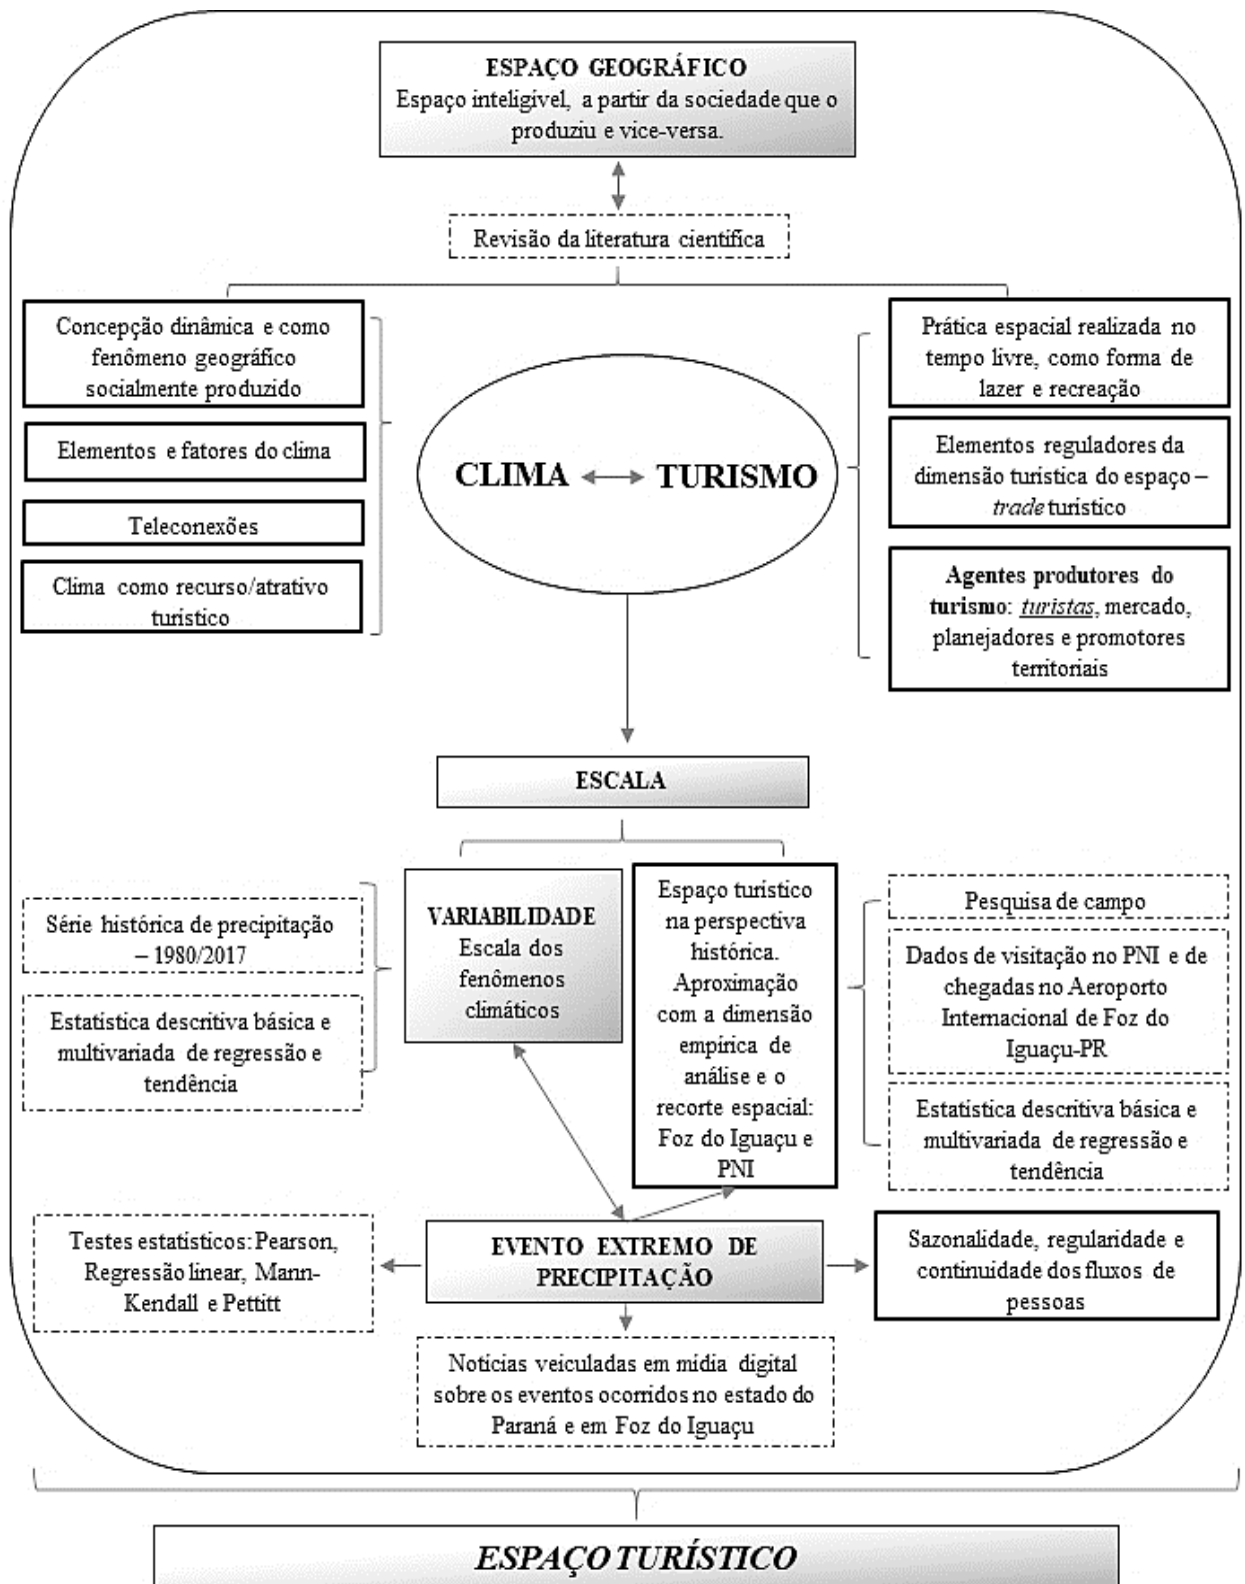 ESPAÇO GEOGRÁFICO
Espaço inteligível, a partir da sociedade que o
produziu e vice-versa.
Revisão da literatura científica
Concepção dinâmica e como
fenômeno geográfico
socialmente produzido
Elementos e fatores do clima
Teleconexões
Clima como recurso/atrativo
turístico
CLIMA
TURISMO
Prática espacial realizada no
tempo livre, como forma de
lazer e recreação
Elementos reguladores da
dimensão turística do espaço –
trade turístico
Agentes produtores do
turismo: turistas, mercado,
planejadores e promotores
territoriais
ESCALA
Série histórica de precipitação
– 1980/2017
Estatística descritiva básica e
multivariada de regressão e
tendência
VARIABILIDADE
Escala dos
fenômenos
climáticos
Espaço turístico
na perspectiva
histórica.
Aproximação
com a dimensão
empírica de
análise e o
recorte espacial:
Foz do Iguaçu e
PNI
Pesquisa de campo
Dados de visitação no PNI e de
chegadas no Aeroporto
Internacional de Foz do
Iguaçu-PR
Estatística descritiva básica e
multivariada de regressão e
tendência
Testes estatísticos: Pearson,
Regressão linear, Mann-
Kendall e Pettitt
EVENTO EXTREMO DE
PRECIPITAÇÃO
Sazonalidade, regularidade e
continuidade dos fluxos de
pessoas
Notícias veiculadas em mídia digital
sobre os eventos ocorridos no estado do
Paraná e em Foz do Iguaçu
ESPAÇO TURÍSTICO